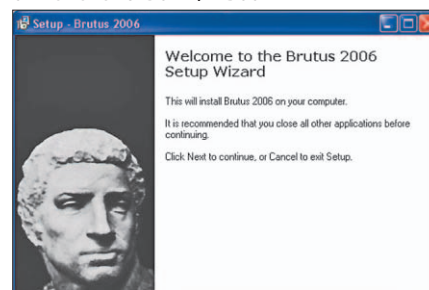 Setup - Brutus 2006
Welcome to the Brutus 2006
Setup Wizard
This will install Brutus 2006 on your computer.
It is recommended that you close all other applications before
continuing.
Click Next to continue, or Cancel to exit Setup.